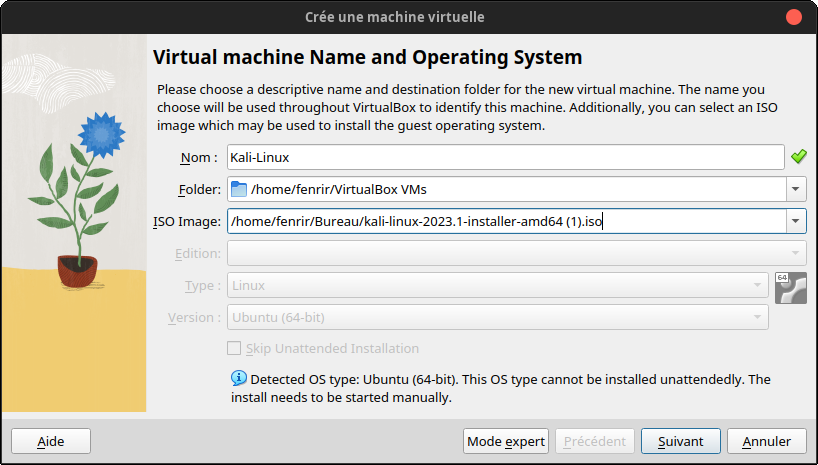 Crée une machine virtuelle
Virtual machine Name and Operating System
Please choose a descriptive name and destination folder for the new virtual machine. The name you
choose will be used throughout VirtualBox to identify this machine. Additionally, you can select an ISO
image which may be used to install the guest operating system.
Nom : Kali-Linux
Folder: /home/fenrir/VirtualBox VMs
ISO Image: /home/fenrir/Bureau/kali-linux-2023.1-installer-amd64 (1).iso
Edition:
Type : Linux 64
Version : Ubuntu (64-bit)
Skip Unattended Installation
Detected OS type: Ubuntu (64-bit). This OS type cannot be installed unattendedly. The
install needs to be started manually.
Aide Mode expert Précédent Suivant Annuler